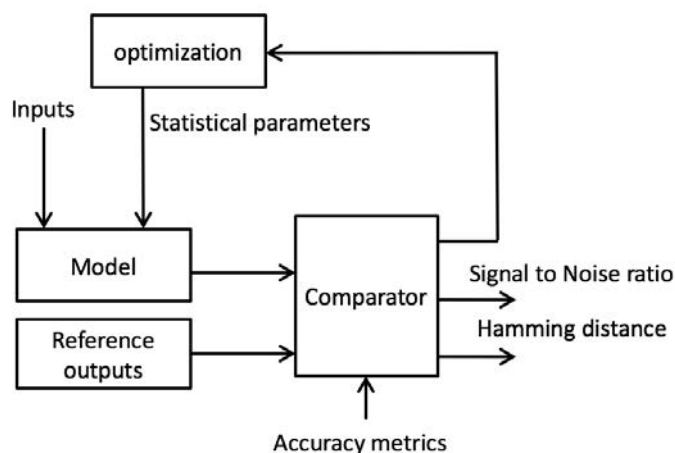 optimization
Inputs
Statistical parameters
Model
Signal to Noise ratio
Comparator
Hamming distance
Reference
outputs
Accuracy metrics